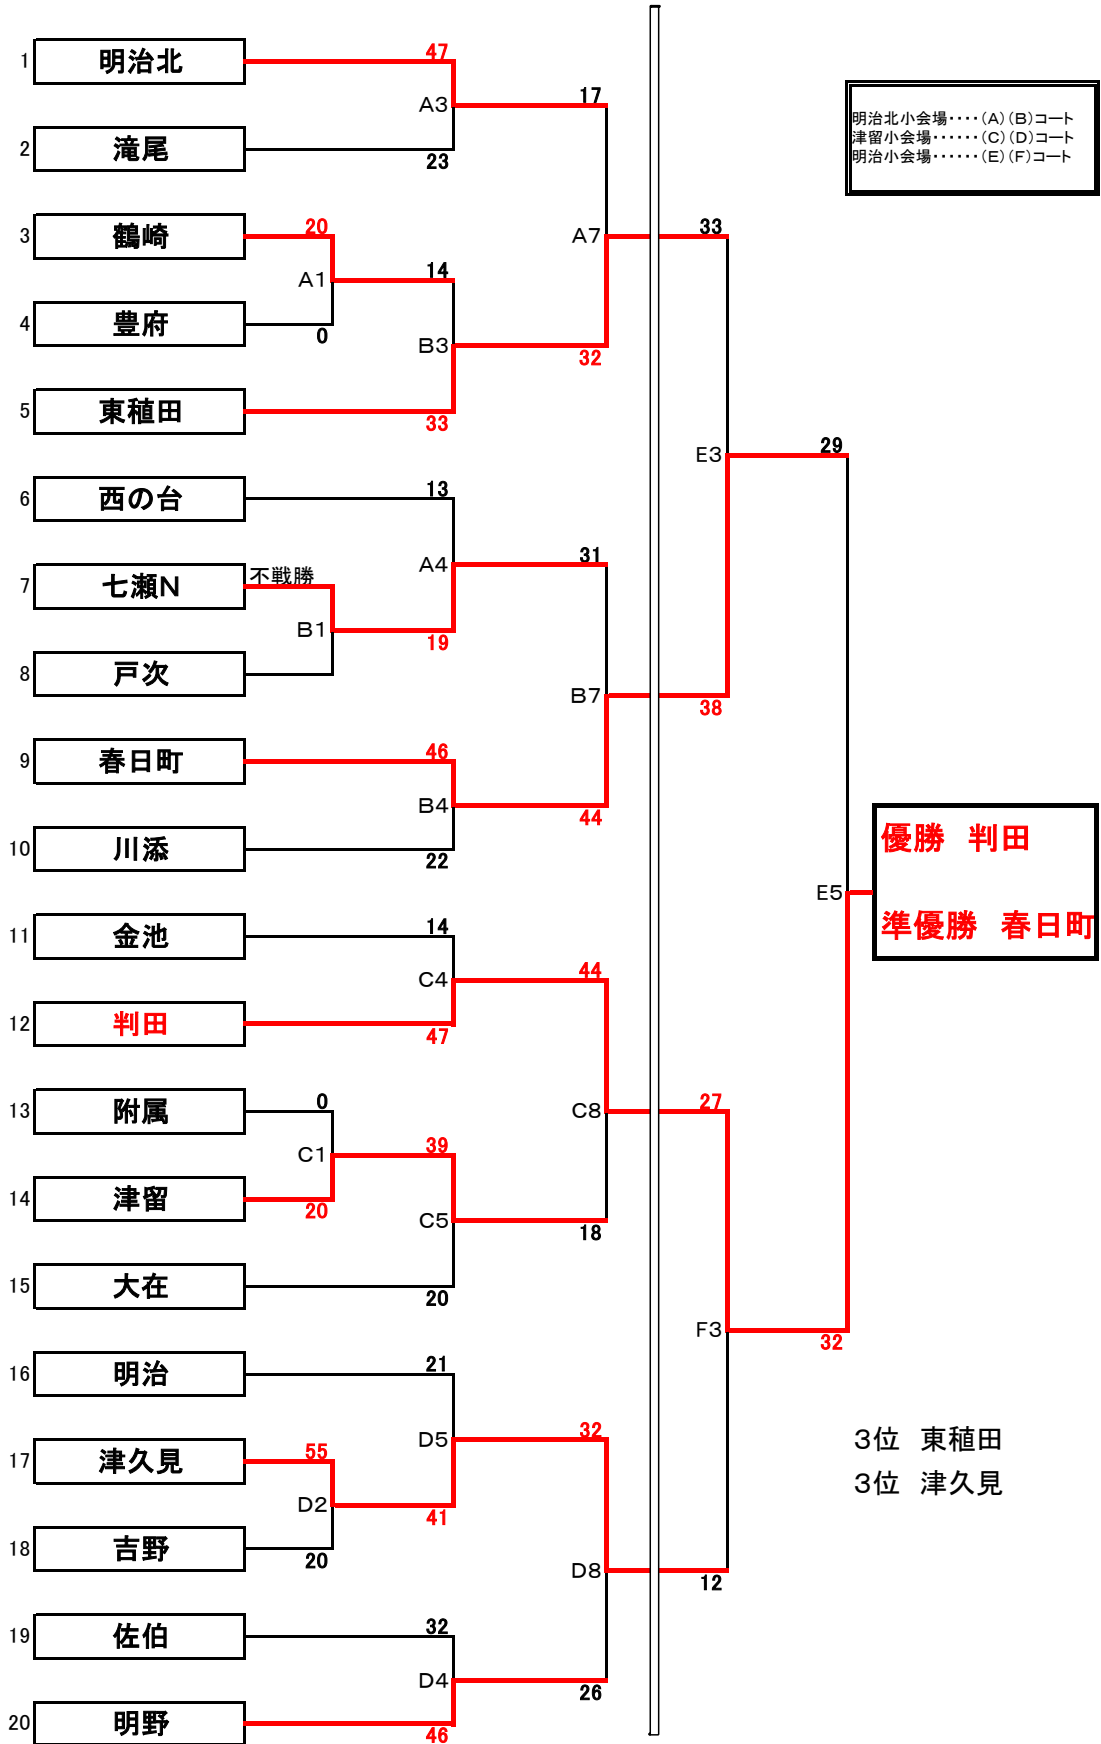 1 明治北 47
A3 17
2 滝尾 23
明治北小会場････(A)(B)コート
津留小会場･･････(C)(D)コート
明治小会場･･････(E)(F)コート
3 鶴崎 20
A7 33
A1 14
4 豊府 0
B3 32
5 東稙田 33
E3 29
6 西の台 13
A4 31
7 七瀬N 不戦勝
B1 19
8 戸次
B7 38
9 春日町 46
B4 44
10 川添 22
優勝 判田
E5
準優勝 春日町
11 金池 14
C4 44
12 判田 47
13 附属 0
C8 27
C1 39
14 津留 20
C5 18
15 大在 20
F3 32
16 明治 21
D5 32
3位 東稙田
17 津久見 55
3位 津久見
D2 41
18 吉野 20
D8 12
19 佐伯 32
D4 26
20 明野 46